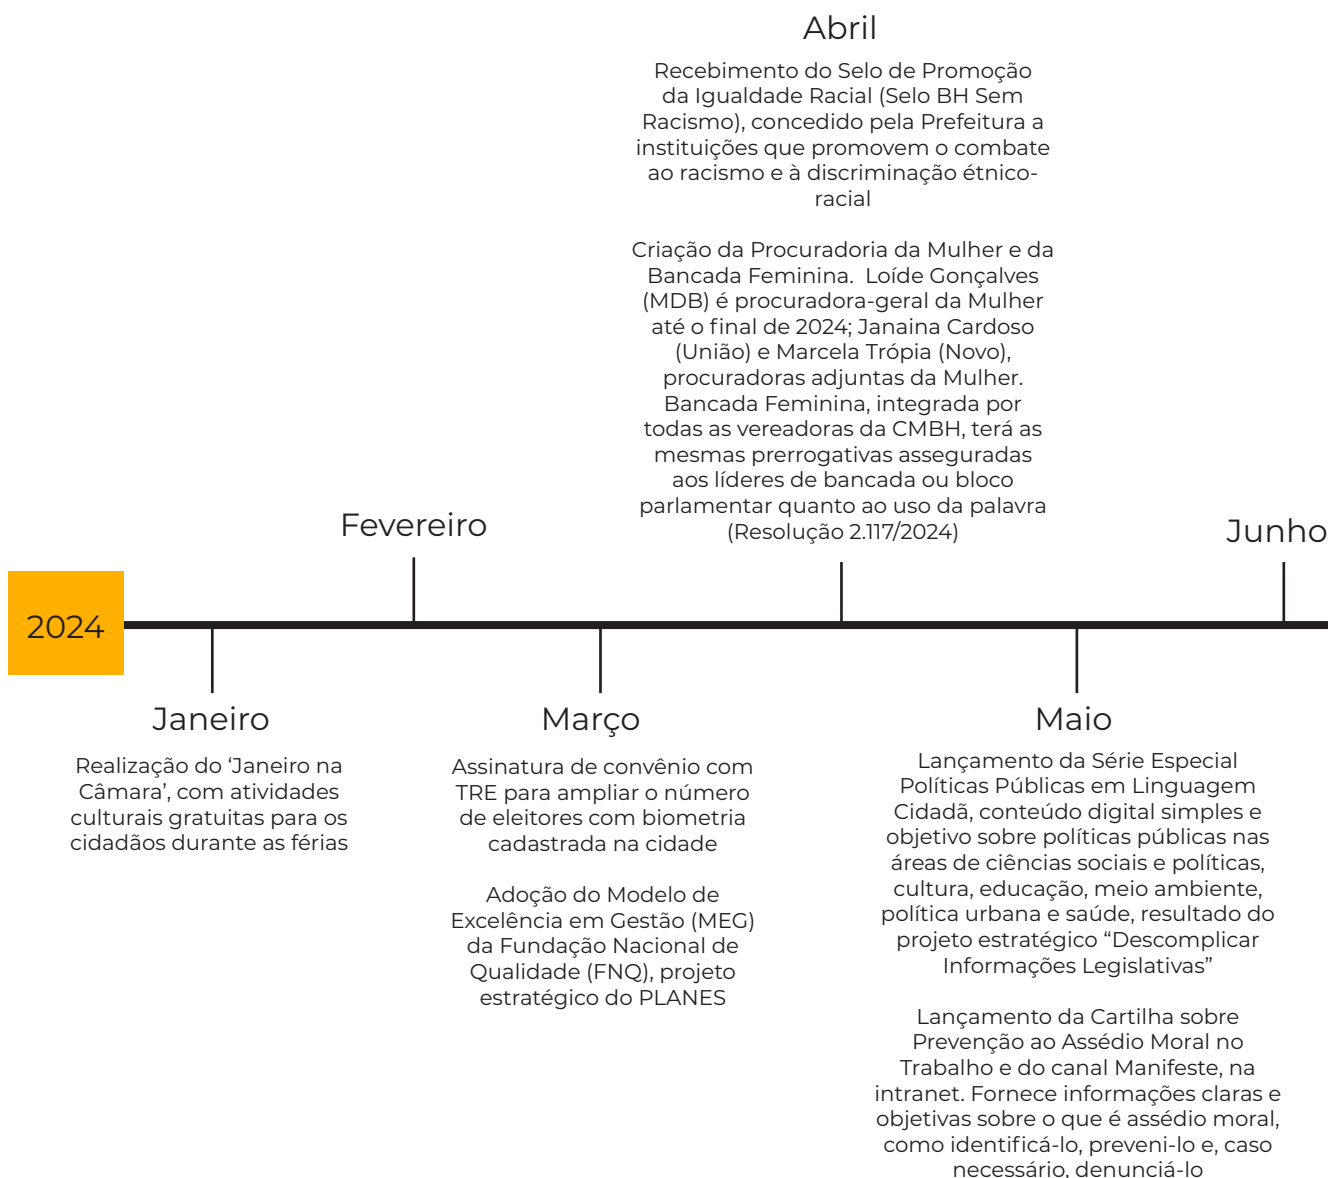 Abril
Recebimento do Selo de Promoção
da Igualdade Racial (Selo BH Sem
Racismo), concedido pela Prefeitura a
instituições que promovem o combate
ao racismo e à discriminação étnico-
racial
Criação da Procuradoria da Mulher e da
Bancada Feminina.  Loíde Gonçalves
(MDB) é procuradora-geral da Mulher
até o final de 2024; Janaina Cardoso
(União) e Marcela Trópia (Novo),
procuradoras adjuntas da Mulher.
Bancada Feminina, integrada por
todas as vereadoras da CMBH, terá as
mesmas prerrogativas asseguradas
aos líderes de bancada ou bloco
parlamentar quanto ao uso da palavra
(Resolução 2.117/2024)
Fevereiro
Junho
2024
Janeiro
Realização do ‘Janeiro na
Câmara’, com atividades
culturais gratuitas para os
cidadãos durante as férias
Março
Assinatura de convênio com
TRE para ampliar o número
de eleitores com biometria
cadastrada na cidade
Adoção do Modelo de
Excelência em Gestão (MEG)
da Fundação Nacional de
Qualidade (FNQ), projeto
estratégico do PLANES
Maio
Lançamento da Série Especial
Políticas Públicas em Linguagem
Cidadã, conteúdo digital simples e
objetivo sobre políticas públicas nas
áreas de ciências sociais e políticas,
cultura, educação, meio ambiente,
política urbana e saúde, resultado do
projeto estratégico “Descomplicar
Informações Legislativas”
Lançamento da Cartilha sobre
Prevenção ao Assédio Moral no
Trabalho e do canal Manifeste, na
intranet. Fornece informações claras e
objetivas sobre o que é assédio moral,
como identificá-lo, preveni-lo e, caso
necessário, denunciá-lo